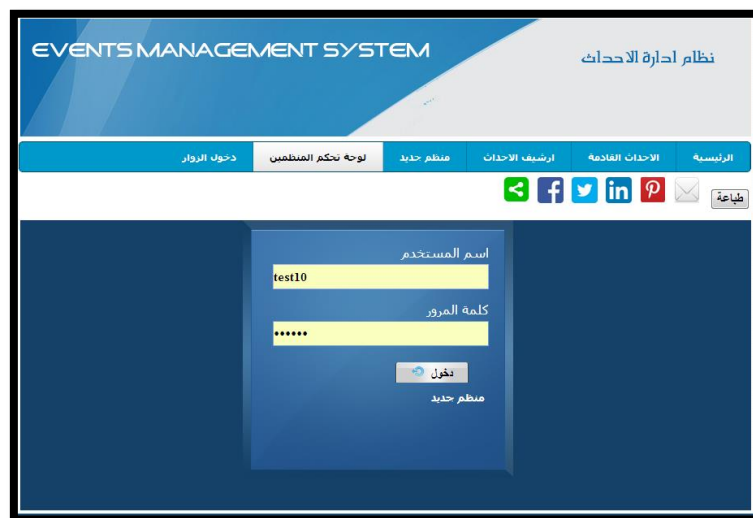 EVENTS MANAGEMENT SYSTEM
نظام ادارة الاحداث
الرئيسية الاحداث القادمة ارشيف الاحداث منظم جديد لوحة تحكم المنظمين دخول الزوار
طباعة
اسم المستخدم
test10
كلمة المرور
••••••
دخول
منظم جديد